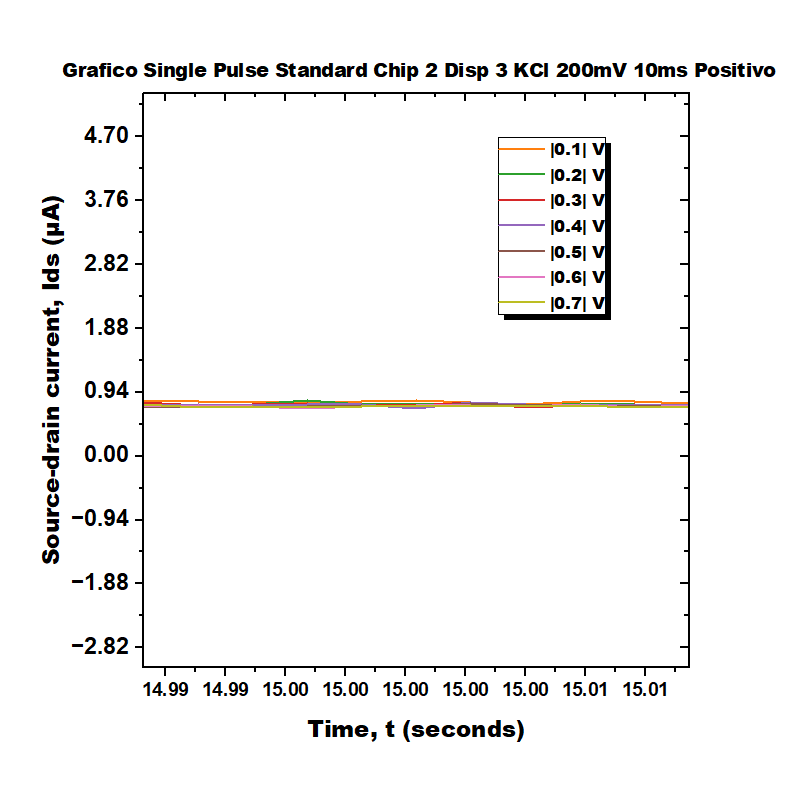 Grafico Single Pulse Standard Chip 2 Disp 3 KCl 200mV 10ms Positivo
4.70
3.76
2.82
1.88
0.94
0.00
−0.94
−1.88
−2.82
Source-drain current, Ids (µA)
|0.1| V
|0.2| V
|0.3| V
|0.4| V
|0.5| V
|0.6| V
|0.7| V
14.99 14.99 15.00 15.00 15.00 15.00 15.00 15.01 15.01
Time, t (seconds)